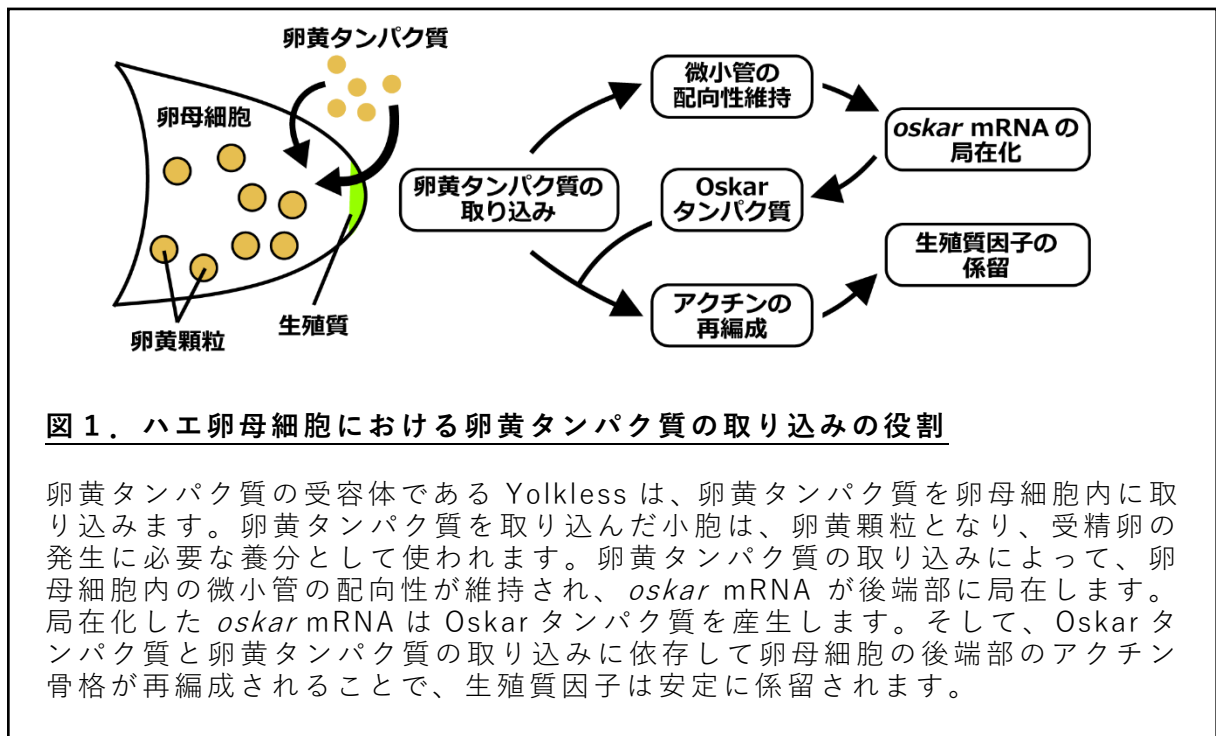 卵黄タンパク質
卵母細胞
卵黄顆粒
生殖質
卵黄タンパク質の
取り込み
微小管の
配向性維持
oskar mRNA の
局在化
Oskar
タンパク質
アクチンの
再編成
生殖質因子の
係留
図１．ハエ卵母細胞における卵黄タンパク質の取り込みの役割
卵黄タンパク質の受容体である Yolkless は、卵黄タンパク質を卵母細胞内に取
り込みます。卵黄タンパク質を取り込んだ小胞は、卵黄顆粒となり、受精卵の
発生に必要な養分として使われます。卵黄タンパク質の取り込みによって、卵
母細胞内の微小管の配向性が維持され、oskar mRNA が後端部に局在します。
局在化した oskar mRNA は Oskar タンパク質を産生します。そして、Oskar タ
ンパク質と卵黄タンパク質の取り込みに依存して卵母細胞の後端部のアクチン
骨格が再編成されることで、生殖質因子は安定に係留されます。